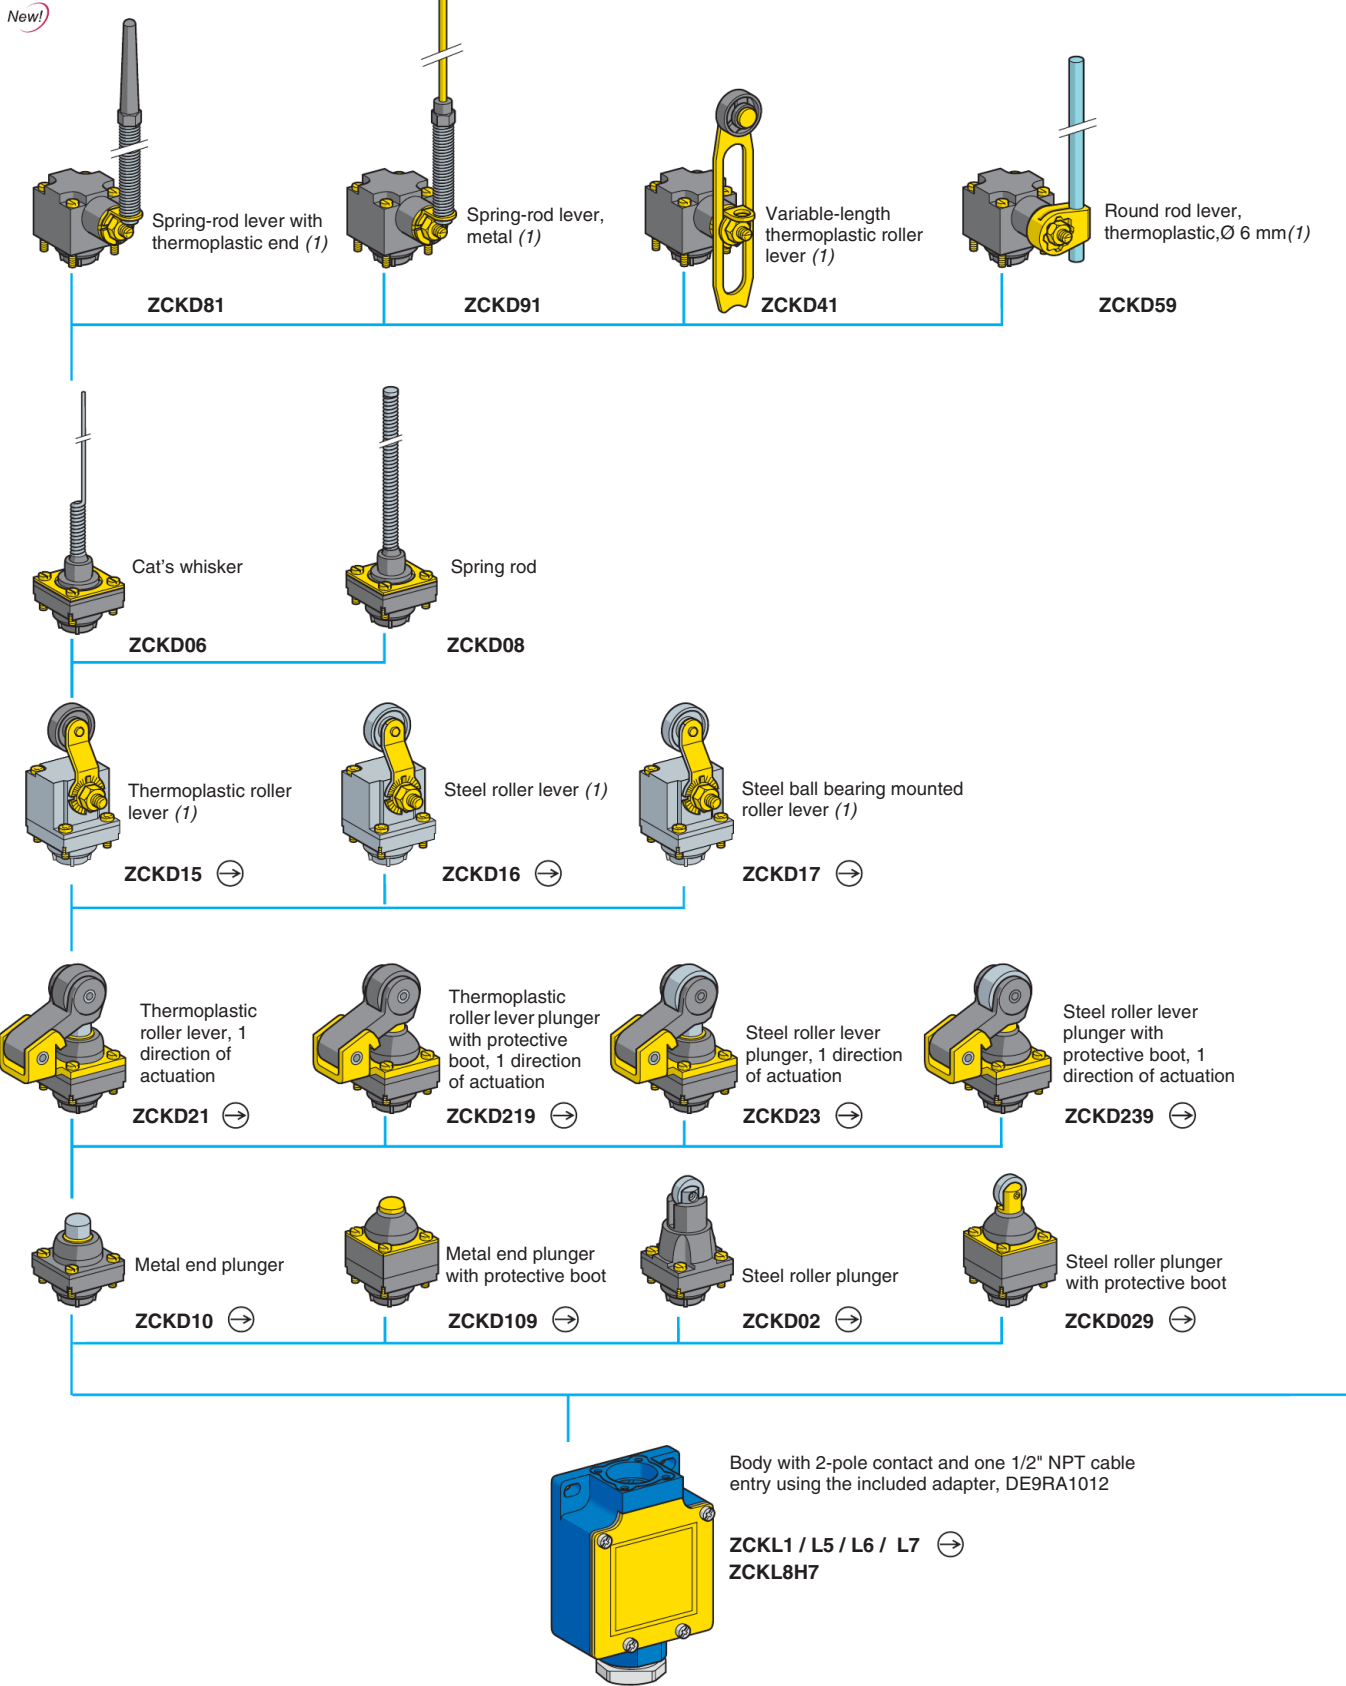 New!
Spring-rod lever with
thermoplastic end (1)
ZCKD81
Spring-rod lever,
metal (1)
ZCKD91
Variable-length
thermoplastic roller
lever (1)
ZCKD41
Round rod lever,
thermoplastic,Ø 6 mm(1)
ZCKD59
Cat's whisker
ZCKD06
Spring rod
ZCKD08
Thermoplastic roller
lever (1)
ZCKD15
Steel roller lever (1)
ZCKD16
Steel ball bearing mounted
roller lever (1)
ZCKD17
Thermoplastic
roller lever, 1
direction of
actuation
ZCKD21
Thermoplastic
roller lever plunger
with protective
boot, 1 direction
of actuation
ZCKD219
Steel roller lever
plunger, 1 direction
of actuation
ZCKD23
Steel roller lever
plunger with
protective boot, 1
direction of actuation
ZCKD239
Metal end plunger
ZCKD10
Metal end plunger
with protective boot
ZCKD109
Steel roller plunger
ZCKD02
Steel roller plunger
with protective boot
ZCKD029
Body with 2-pole contact and one 1/2" NPT cable
entry using the included adapter, DE9RA1012
ZCKL1 / L5 / L6 / L7
ZCKL8H7